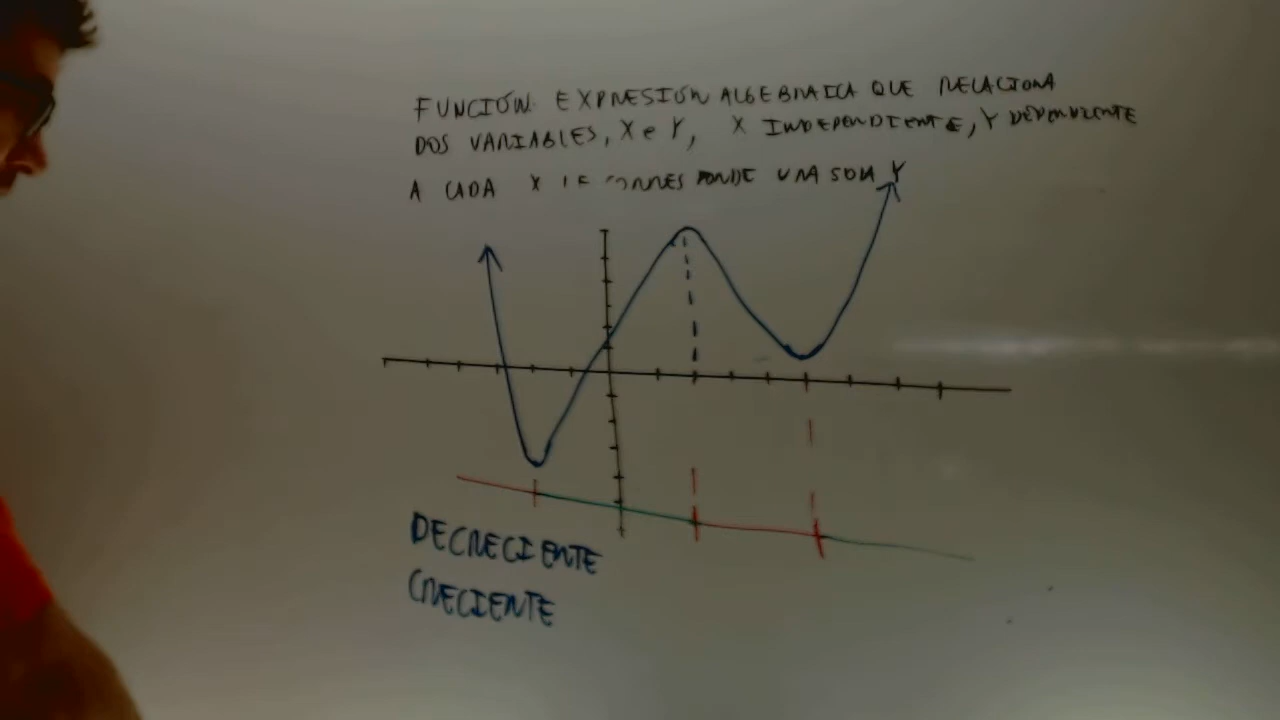 FUNCIÓN. EXPRESIÓN ALGEBRAICA QUE RELACIONA
DOS VARIABLES, X e Y, X INDEPENDIENTE, Y DEPENDIENTE
A CADA X LE CORRESPONDE UNA SOLA Y
DECRECIENTE
CRECIENTE